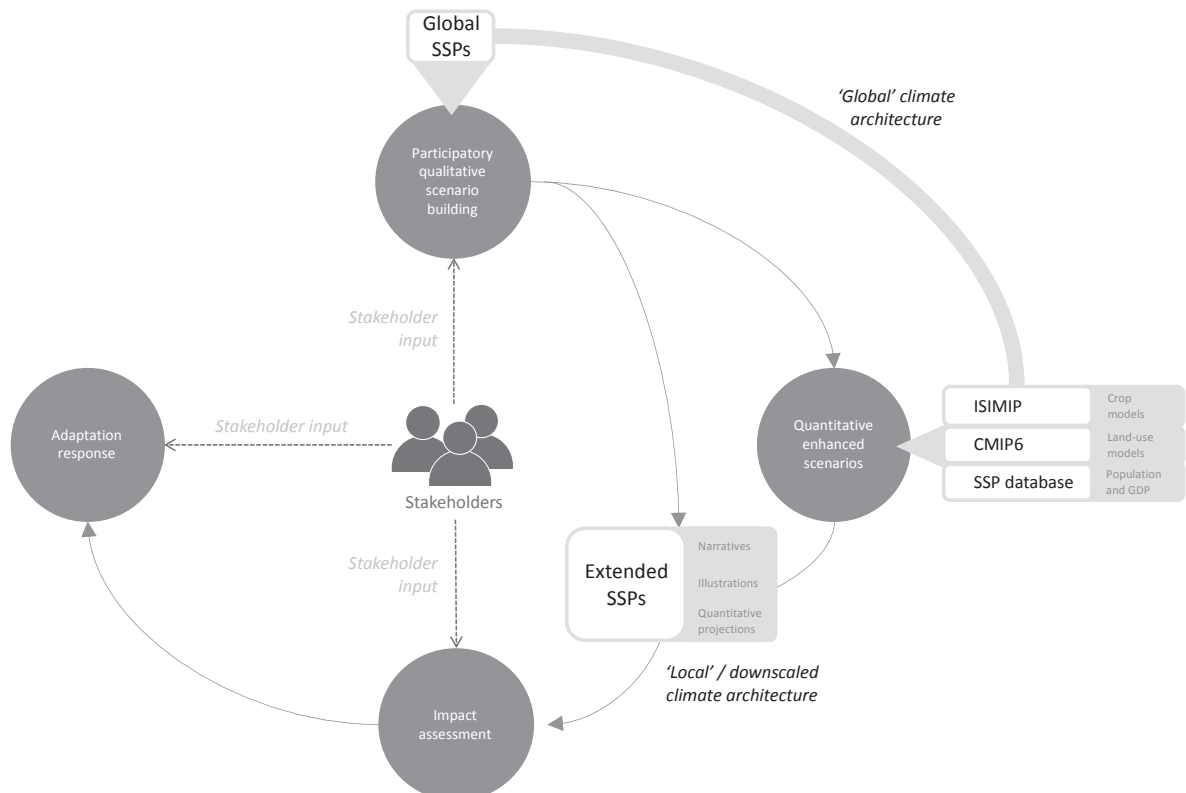 Global
SSPs
'Global' climate
architecture
Participatory
qualitative
scenario
building
Stakeholder
input
Adaptation
response
Stakeholder input
Stakeholders
Quantitative
enhanced
scenarios
ISIMIP
Crop
models
CMIP6
Land-use
models
SSP database
Population
and GDP
Stakeholder
input
Extended
SSPs
Narratives
Illustrations
Quantitative
projections
'Local' / downscaled
climate architecture
Impact
assessment